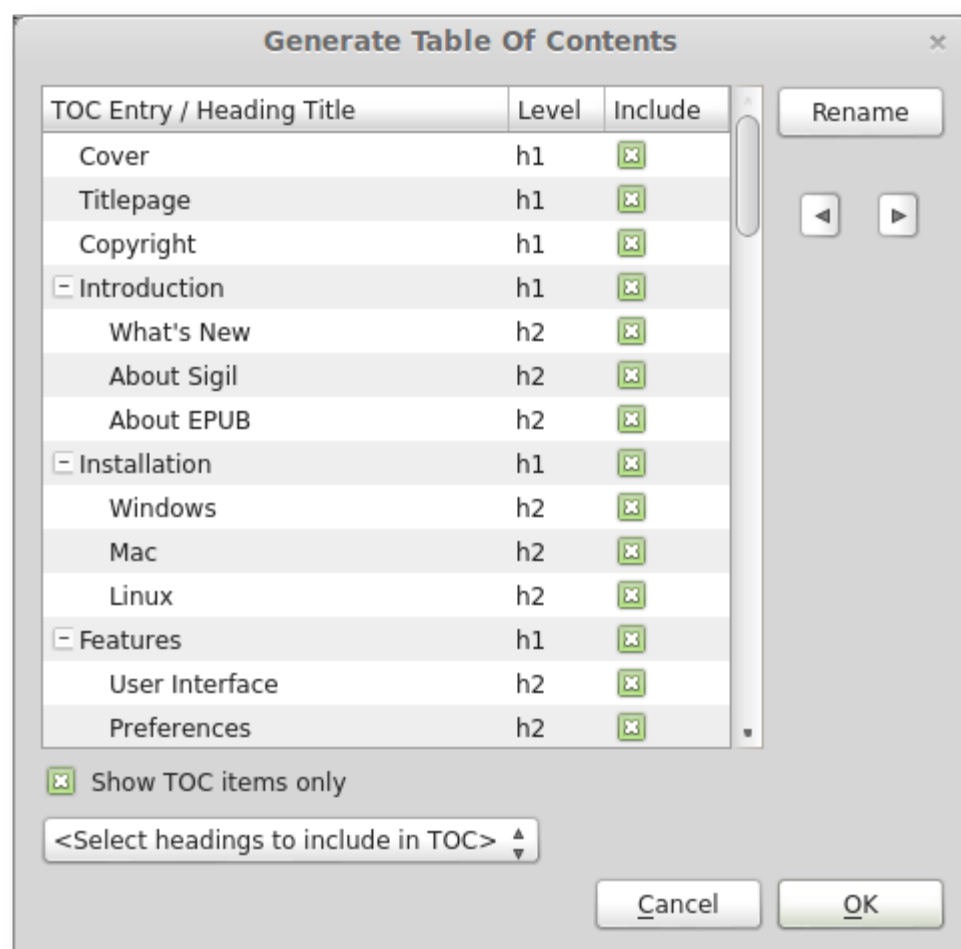 Generate Table Of Contents
TOC Entry / Heading Title Level Include
Rename
Cover h1
Titlepage h1
Copyright h1
Introduction h1
What's New h2
About Sigil h2
About EPUB h2
Installation h1
Windows h2
Mac h2
Linux h2
Features h1
User Interface h2
Preferences h2
Show TOC items only
<Select headings to include in TOC>
Cancel OK